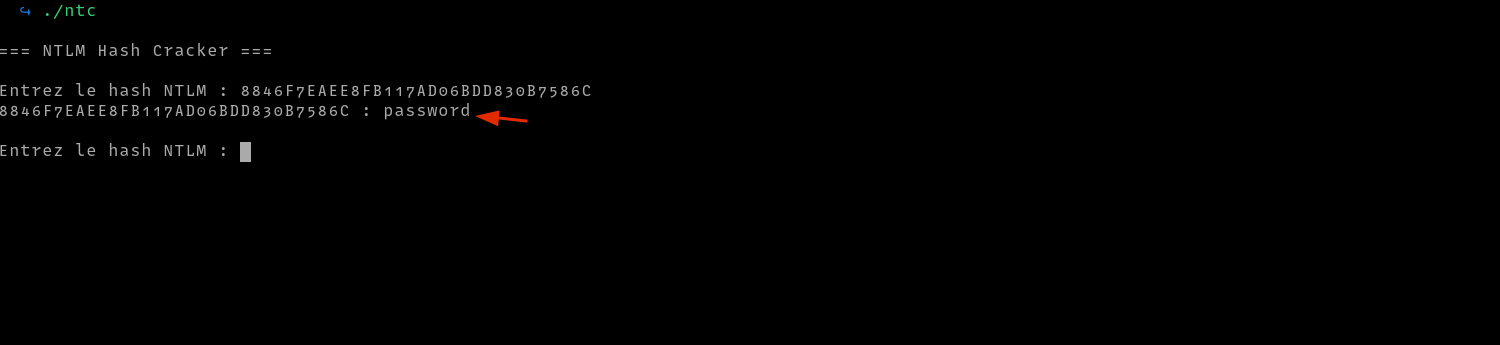 ↪ ./ntc
=== NTLM Hash Cracker ===
Entrez le hash NTLM : 8846F7EAEE8FB117AD06BDD830B7586C
8846F7EAEE8FB117AD06BDD830B7586C : password
Entrez le hash NTLM :